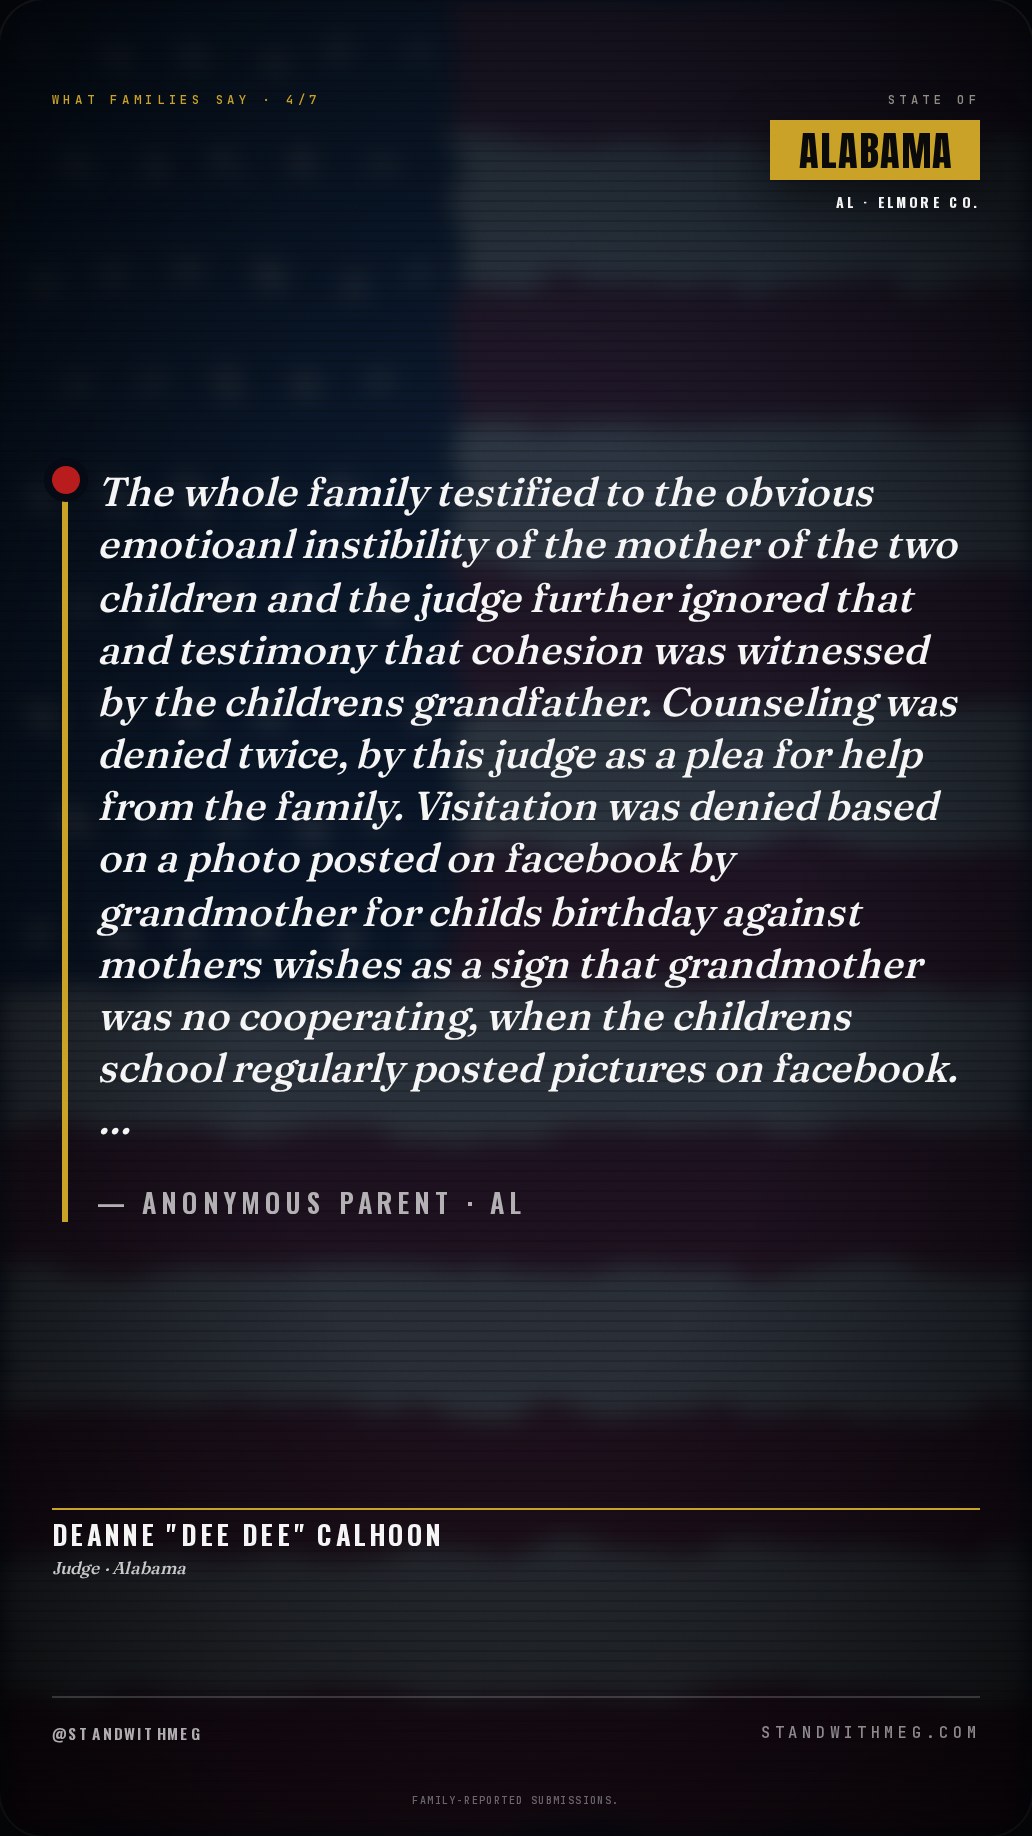 WHAT FAMILIES SAY · 4/7
STATE OF
ALABAMA
AL · ELMORE CO.
The whole family testified to the obvious
emotioanl instibility of the mother of the two
children and the judge further ignored that
and testimony that cohesion was witnessed
by the childrens grandfather. Counseling was
denied twice, by this judge as a plea for help
from the family. Visitation was denied based
on a photo posted on facebook by
grandmother for childs birthday against
mothers wishes as a sign that grandmother
was no cooperating, when the childrens
school regularly posted pictures on facebook.
...
— ANONYMOUS PARENT · AL
DEANNE "DEE DEE" CALHOON
Judge · Alabama
@STANDWITHMEG
STANDWITHMEG.COM
FAMILY-REPORTED SUBMISSIONS.